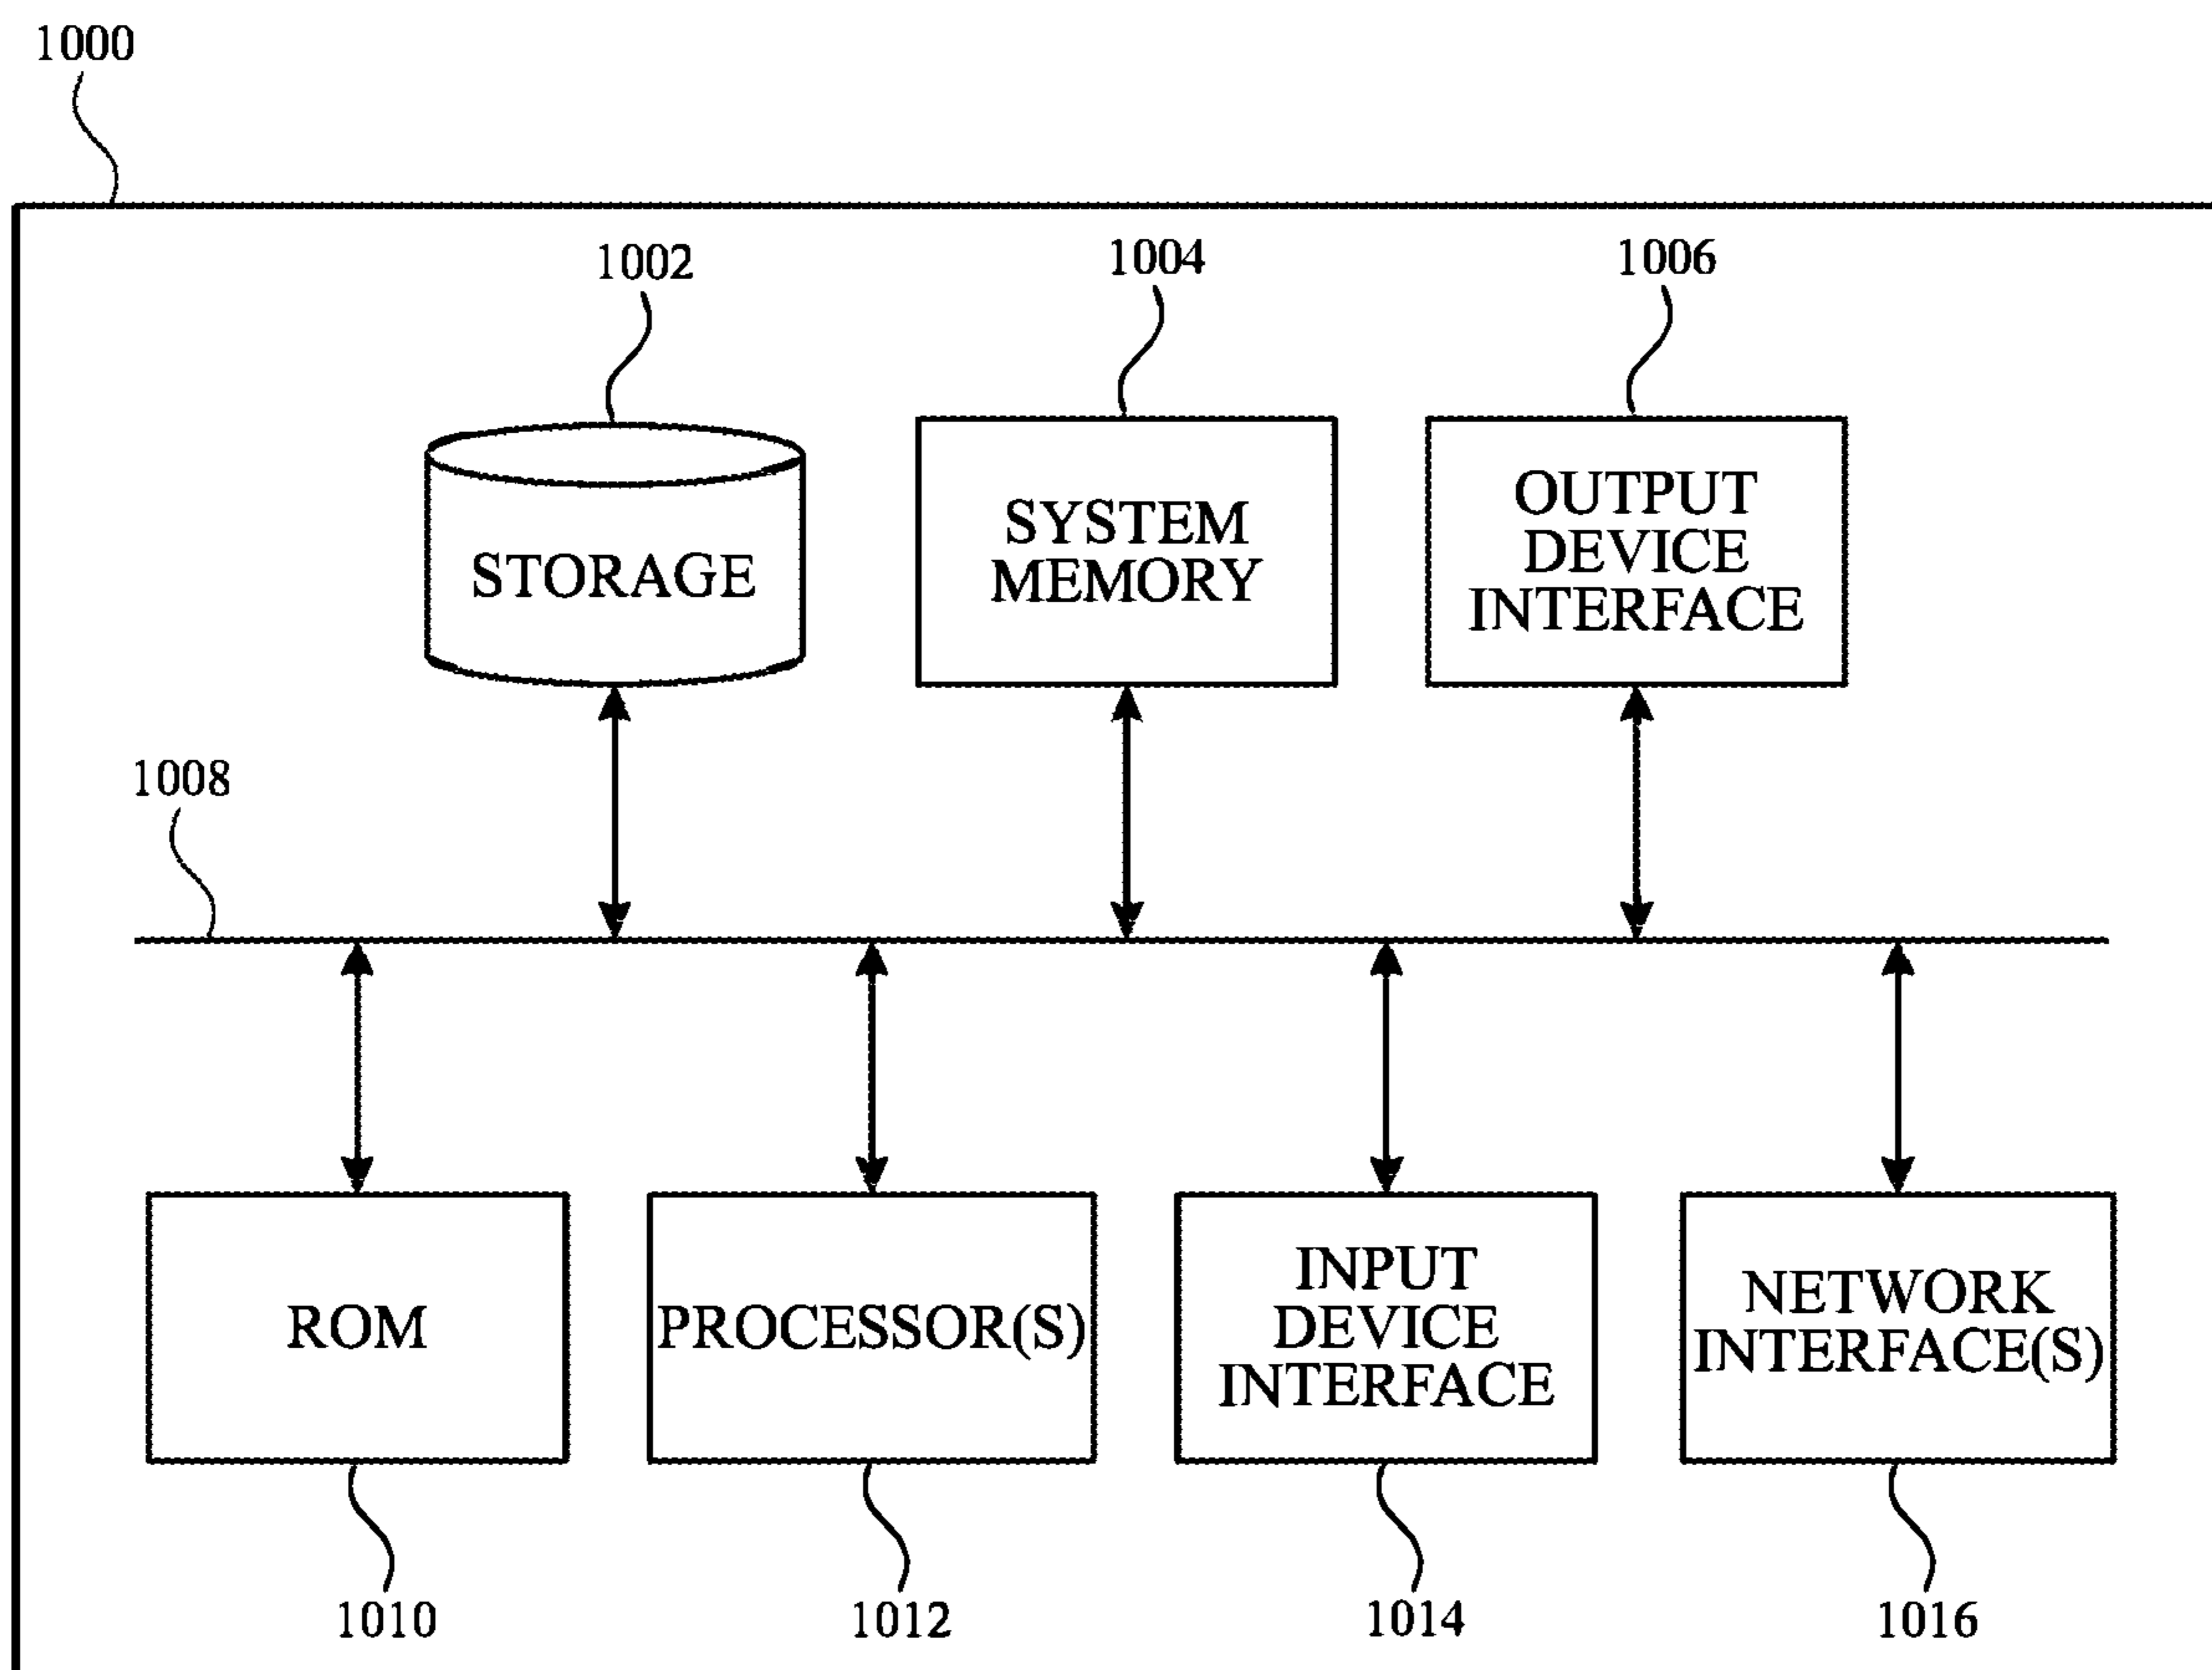 1000
1002
1004
1006
STORAGE
SYSTEM
MEMORY
OUTPUT
DEVICE
INTERFACE
1008
ROM
PROCESSOR(S)
INPUT
DEVICE
INTERFACE
NETWORK
INTERFACE(S)
1010
1012
1014
1016